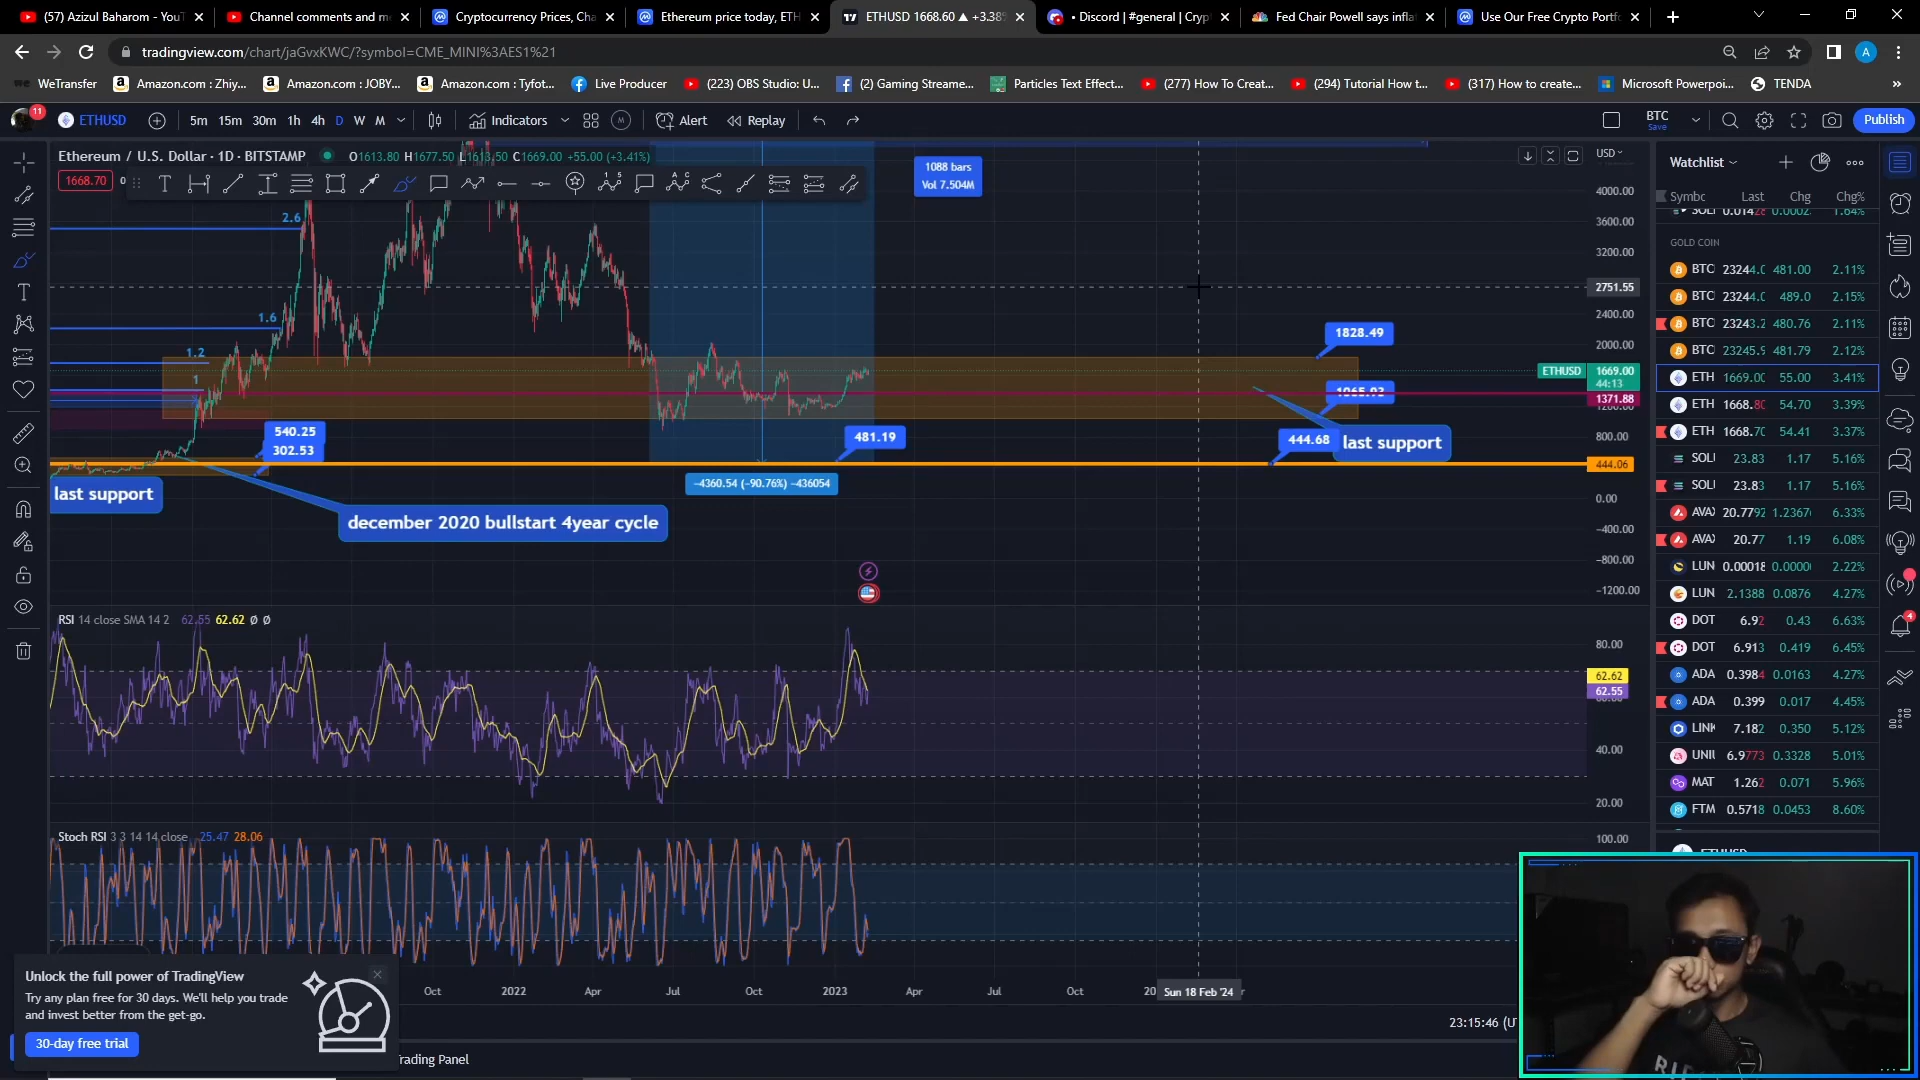 (57) Azizul Baharom - YouT
Channel comments and m
Cryptocurrency Prices, Cha
Ethereum price today, ETH
ETHUSD 1668.60 ▲ +3.38%
• Discord | #general | Cryp
Fed Chair Powell says infla
Use Our Free Crypto Portfo
tradingview.com/chart/jaGvxKWC/?symbol=CME_MINI%3AES1%21
WeTransfer
Amazon.com : Zhiy...
Amazon.com: JOBY...
Amazon.com : Tyfot...
Live Producer
(223) OBS Studio: U...
(2) Gaming Streame...
Particles Text Effect...
(277) How To Creat...
(294) Tutorial How t...
(317) How to create...
Microsoft Powerpoi...
TENDA
11
ETHUSD
5m 15m 30m 1h 4h D W M
Indicators
Alert
Replay
BTC
Save
Publish
Ethereum / U.S. Dollar · 1D · BITSTAMP
O1613.80 H1677.50 L1613.50 C1669.00 +55.00 (+3.41%)
1668.70
0
1088 bars
Vol 7.504M
USD
4000.00
3600.00
3200.00
2751.55
2400.00
2000.00
ETHUSD
1669.00
44:13
1371.88
1200.00
800.00
444.06
0.00
−400.00
−800.00
−1200.00
2.6
1.6
1.2
1
1828.49
1065.93
540.25
302.53
481.19
444.68
last support
last support
−4360.54 (−90.76%) −436054
december 2020 bullstart 4year cycle
RSI 14 close SMA 14 2 62.55 62.62 Ø Ø
80.00
62.62
62.55
60.00
40.00
20.00
Stoch RSI 3 3 14 14 close 25.47 28.06
100.00
Oct
2022
Apr
Jul
Oct
2023
Apr
Jul
Oct
20
Sun 18 Feb '24
23:15:46 (U
Trading Panel
Unlock the full power of TradingView
Try any plan free for 30 days. We'll help you trade
and invest better from the get-go.
30-day free trial
Watchlist
Symbc Last Chg Chg%
SOLI 0.01428 0.0002 1.64%
GOLD COIN
BTC 23244.0 481.00 2.11%
BTC 23244.0 489.0 2.15%
BTC 23243.2 480.76 2.11%
BTC 23245.9 481.79 2.12%
ETH 1669.00 55.00 3.41%
ETH 1668.80 54.70 3.39%
ETH 1668.70 54.41 3.37%
SOLI 23.83 1.17 5.16%
SOLI 23.83 1.17 5.16%
AVAX 20.7792 1.2367 6.33%
AVAX 20.77 1.19 6.08%
LUN 0.00018 0.0000 2.22%
LUN 2.1388 0.0876 4.27%
DOT 6.92 0.43 6.63%
DOT 6.913 0.419 6.45%
ADA 0.3984 0.0163 4.27%
ADA 0.399 0.017 4.45%
LINK 7.182 0.350 5.12%
UNII 6.9773 0.3328 5.01%
MAT 1.262 0.071 5.96%
FTM 0.5718 0.0453 8.60%
ETHUSD
4